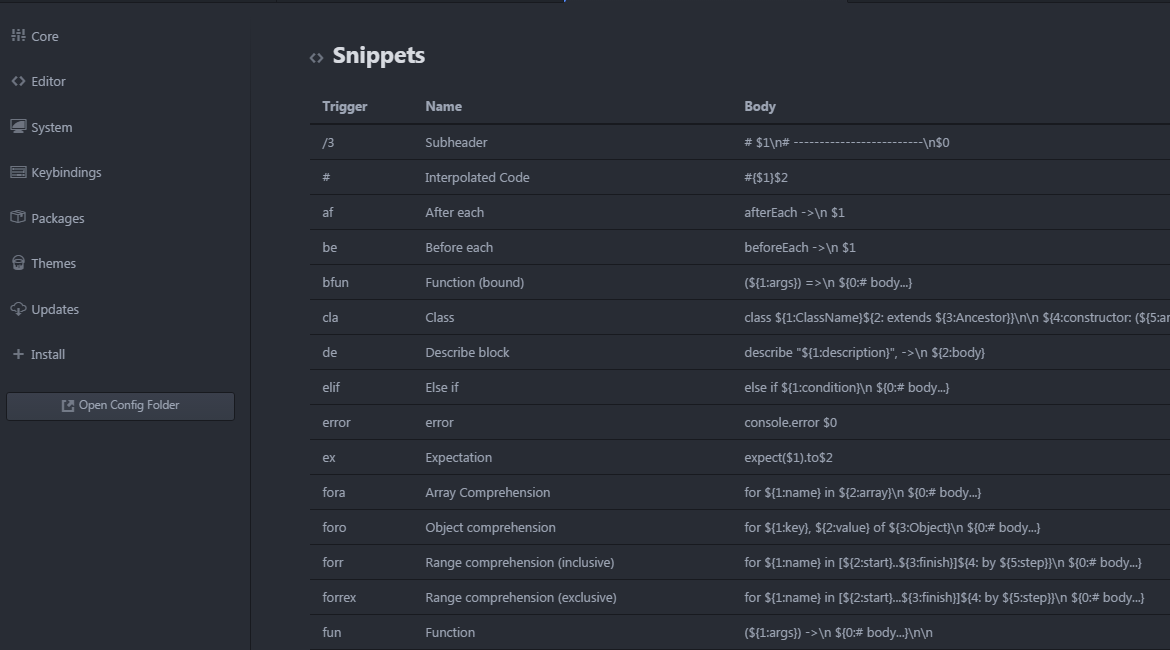 Core
Editor
System
Keybindings
Packages
Themes
Updates
Install
Open Config Folder
Snippets
Trigger Name Body
/3 Subheader # $1\n# --------------------------\n$0
# Interpolated Code #{$1}$2
af After each afterEach ->\n $1
be Before each beforeEach ->\n $1
bfun Function (bound) (${1:args}) =>\n ${0:# body...}
cla Class class ${1:ClassName}${2: extends ${3:Ancestor}}\n\n ${4:constructor: (${5:ar
de Describe block describe "${1:description}", ->\n ${2:body}
elif Else if else if ${1:condition}\n ${0:# body...}
error error console.error $0
ex Expectation expect($1).to$2
fora Array Comprehension for ${1:name} in ${2:array}\n ${0:# body...}
foro Object comprehension for ${1:key}, ${2:value} of ${3:Object}\n ${0:# body...}
forr Range comprehension (inclusive) for ${1:name} in [${2:start}..${3:finish}]${4: by ${5:step}}\n ${0:# body...}
forrex Range comprehension (exclusive) for ${1:name} in [${2:start}...${3:finish}]${4: by ${5:step}}\n ${0:# body...}
fun Function (${1:args}) ->\n ${0:# body...}\n\n